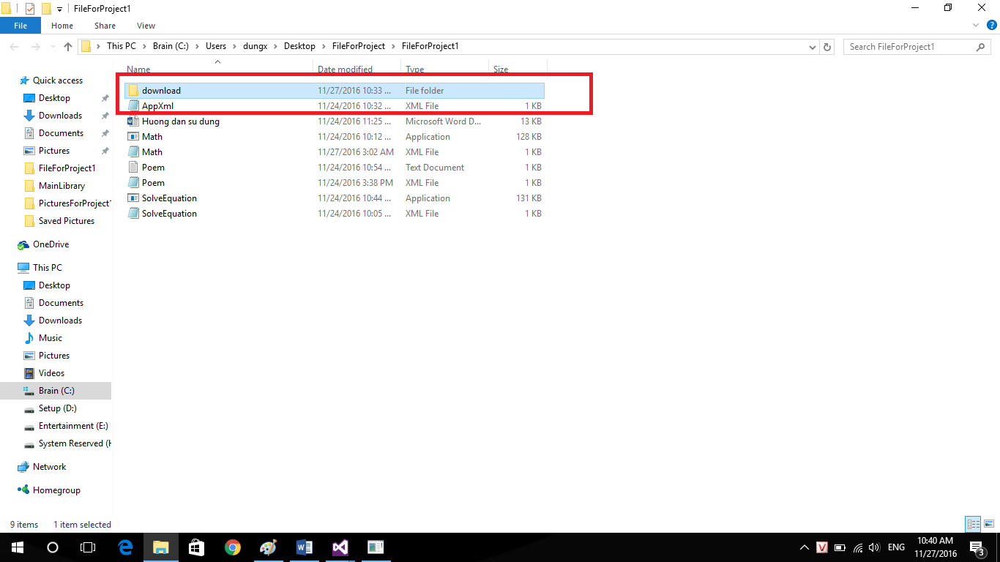 FileForProject1
File Home Share View
This PC Brain (C:) Users dungx Desktop FileForProject FileForProject1
Search FileForProject1
Name Date modified Type Size
download 11/27/2016 10:33 ... File folder
AppXml 11/24/2016 10:32 ... XML File 1 KB
Huong dan su dung 11/24/2016 11:25 ... Microsoft Word D... 13 KB
Math 11/24/2016 10:12 ... Application 128 KB
Math 11/27/2016 3:02 AM XML File 1 KB
Poem 11/24/2016 10:54 ... Text Document 1 KB
Poem 11/24/2016 3:38 PM XML File 1 KB
SolveEquation 11/24/2016 10:44 ... Application 131 KB
SolveEquation 11/24/2016 10:05 ... XML File 1 KB
Quick access
Desktop
Downloads
Documents
Pictures
FileForProject1
MainLibrary
PicturesForProject1
Saved Pictures
OneDrive
This PC
Desktop
Documents
Downloads
Music
Pictures
Videos
Brain (C:)
Setup (D:)
Entertainment (E:)
System Reserved (H
Network
Homegroup
9 items 1 item selected
ENG
10:40 AM
11/27/2016
3